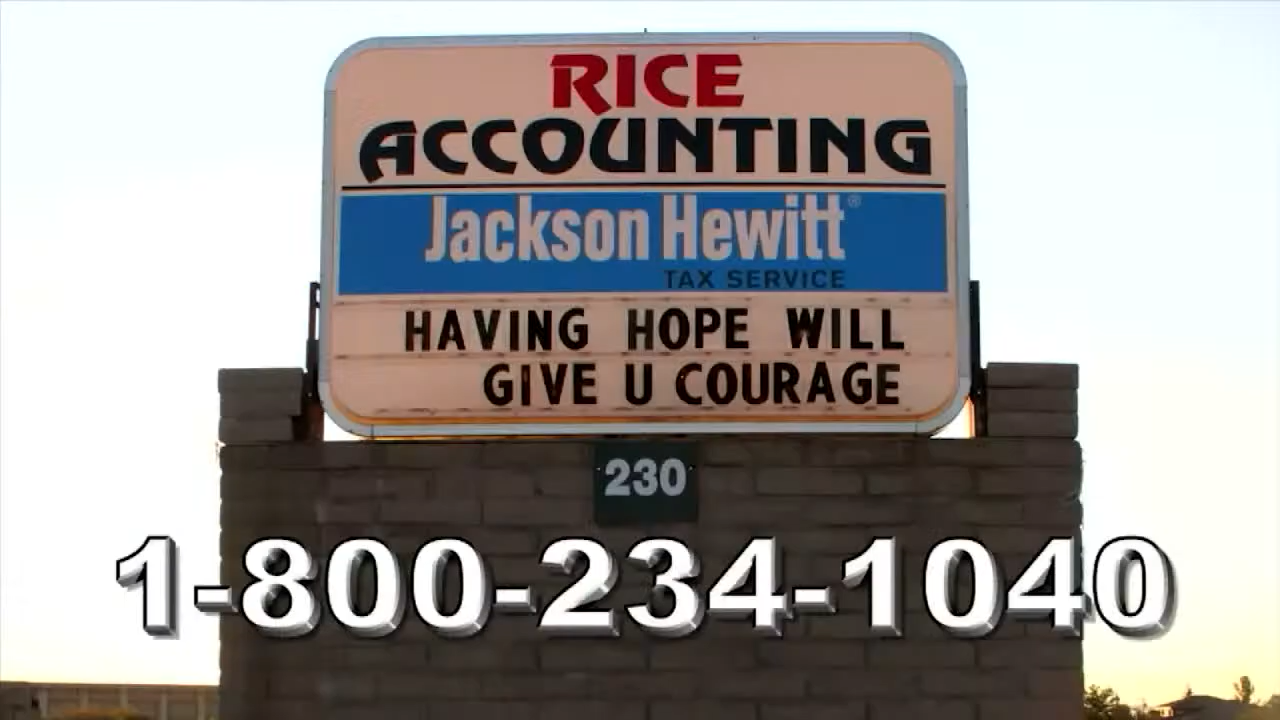 RICE
ACCOUNTING
Jackson Hewitt®
TAX SERVICE
HAVING HOPE WILL
GIVE U COURAGE
230
1-800-234-1040